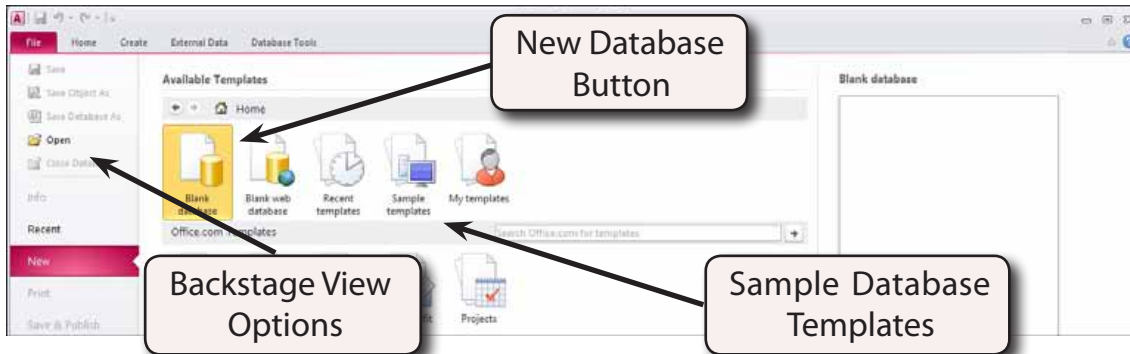 A
File Home Create External Data Database Tools
New Database
Button
Save
Save Object As
Save Database As
Open
Close
Info
Recent
New
Print
Save & Publish
Available Templates
Home
Blank
database
Blank web
database
Recent
templates
Sample
templates
My templates
Office.com Templates
Search Office.com for templates
Projects
Blank database
Backstage View
Options
Sample Database
Templates